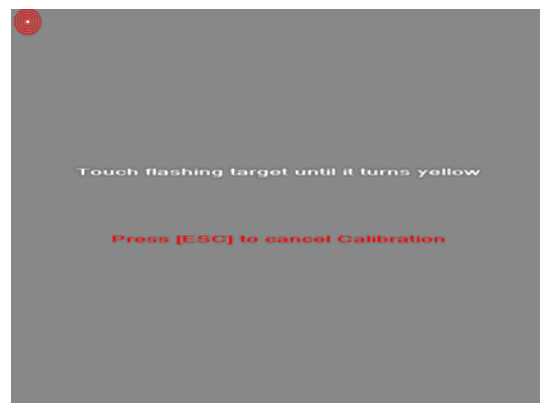 Touch flashing target until it turns yellow
Press [ESC] to cancel Calibration